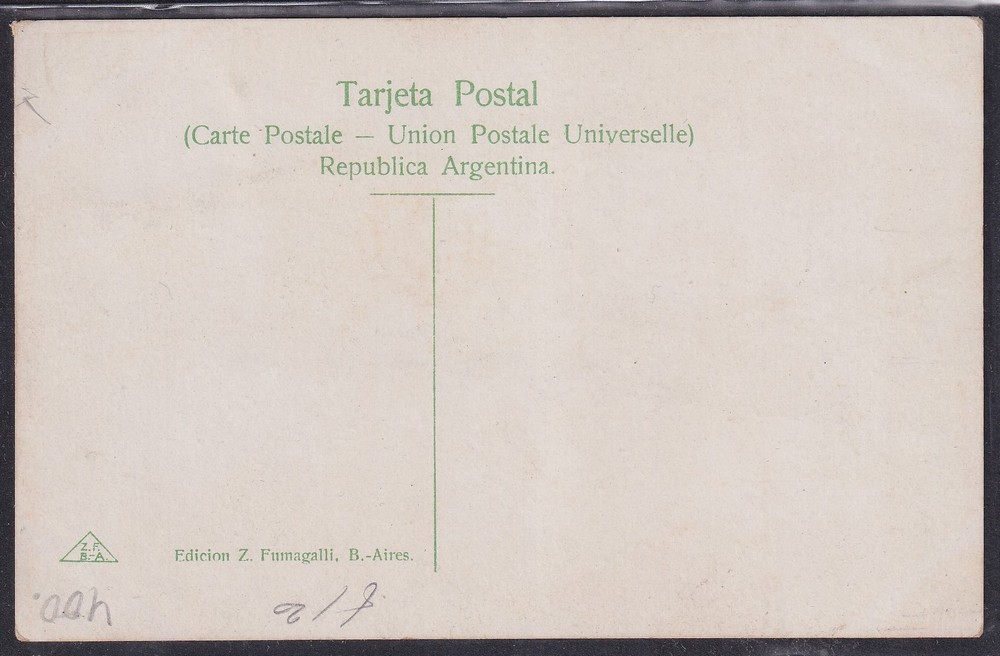 Tarjeta Postal
(Carte Postale — Union Postale Universelle)
Republica Argentina.
Z.F.
B.-A.
Edicion Z. Fumagalli, B.-Aires.